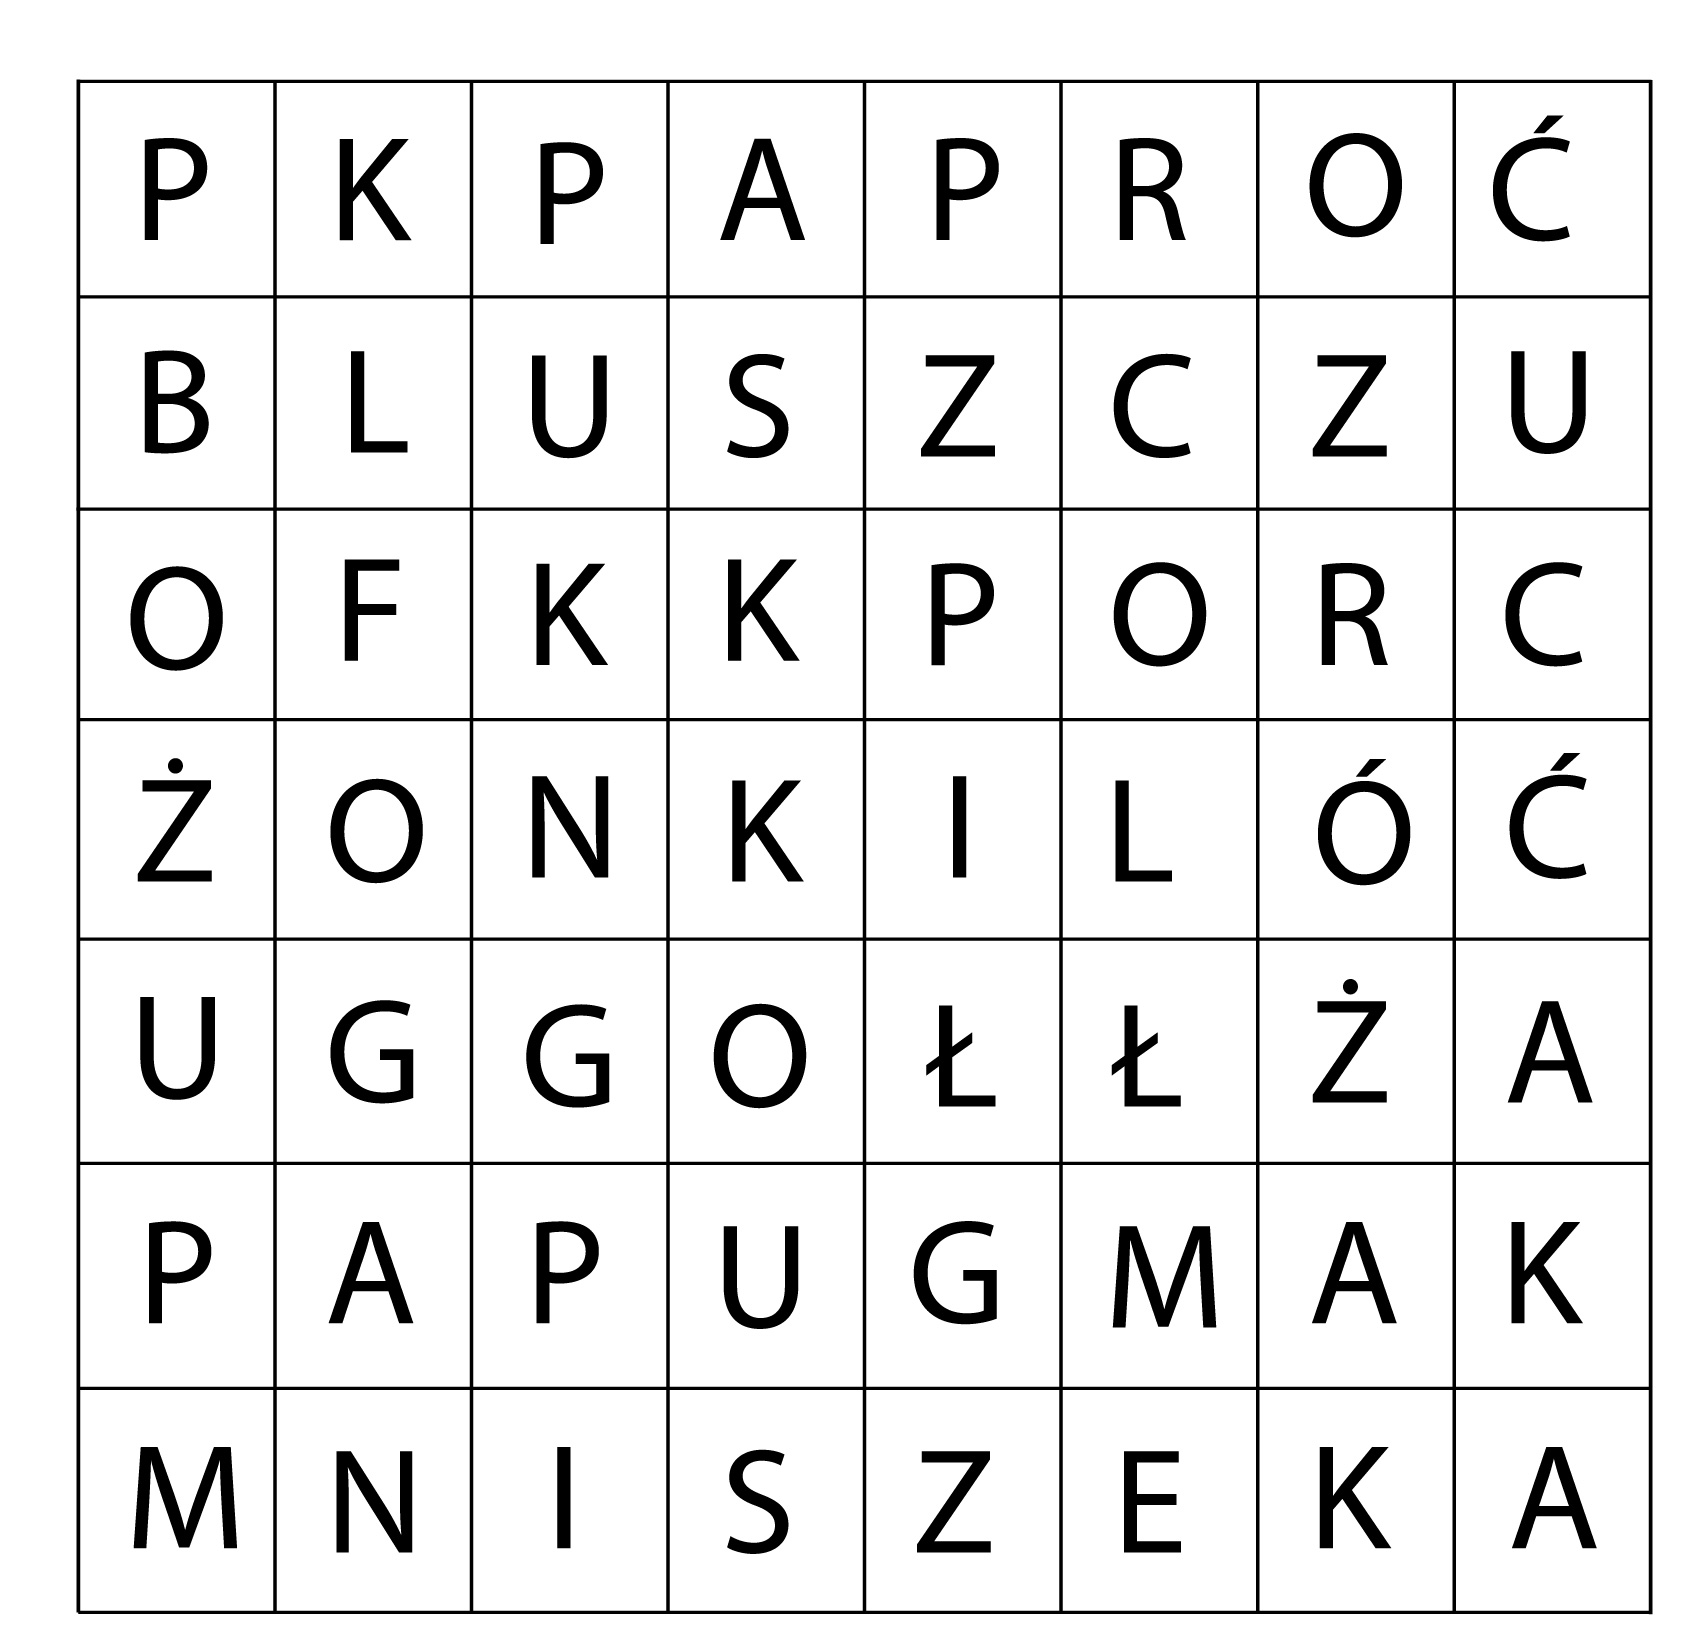 P K P A P R O Ć
B L U S Z C Z U
O F K K P O R C
Ż O N K I L Ó Ć
U G G O Ł Ł Ż A
P A P U G M A K
M N I S Z E K A